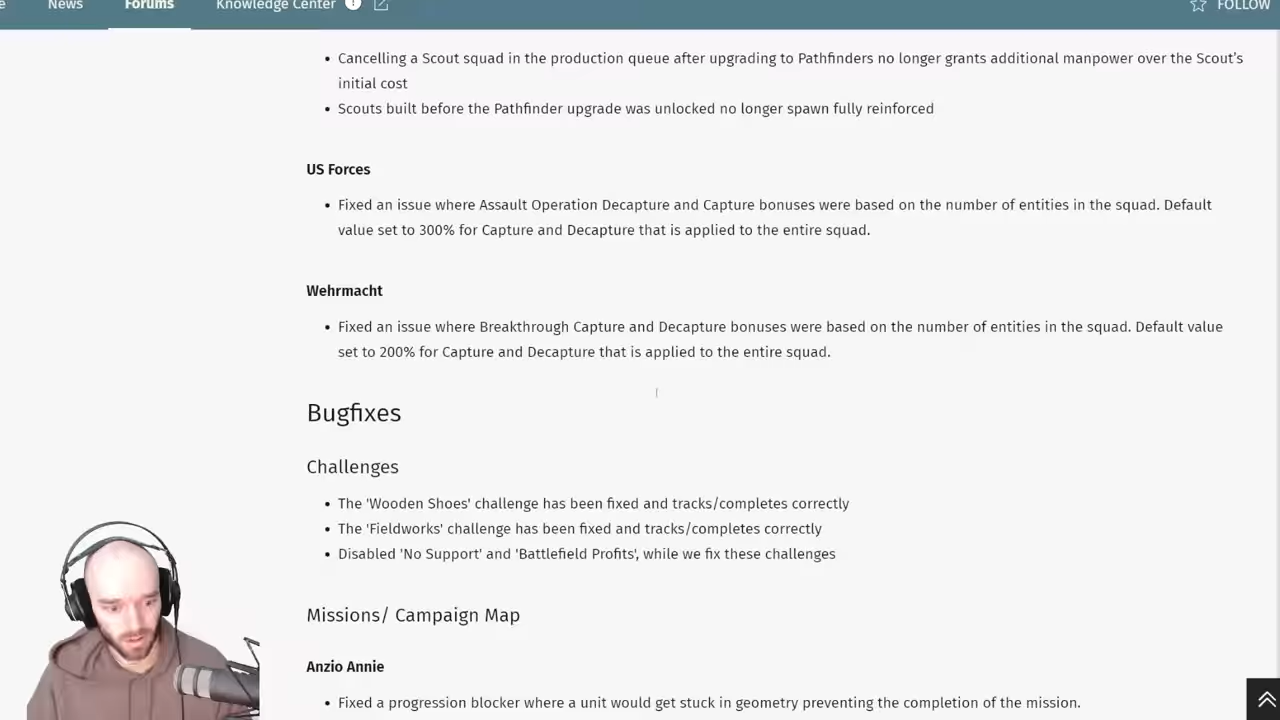 News Forums Knowledge Center FOLLOW
Cancelling a Scout squad in the production queue after upgrading to Pathfinders no longer grants additional manpower over the Scout's
initial cost
Scouts built before the Pathfinder upgrade was unlocked no longer spawn fully reinforced
US Forces
Fixed an issue where Assault Operation Decapture and Capture bonuses were based on the number of entities in the squad. Default
value set to 300% for Capture and Decapture that is applied to the entire squad.
Wehrmacht
Fixed an issue where Breakthrough Capture and Decapture bonuses were based on the number of entities in the squad. Default value
set to 200% for Capture and Decapture that is applied to the entire squad.
Bugfixes
Challenges
The 'Wooden Shoes' challenge has been fixed and tracks/completes correctly
The 'Fieldworks' challenge has been fixed and tracks/completes correctly
Disabled 'No Support' and 'Battlefield Profits', while we fix these challenges
Missions/ Campaign Map
Anzio Annie
Fixed a progression blocker where a unit would get stuck in geometry preventing the completion of the mission.